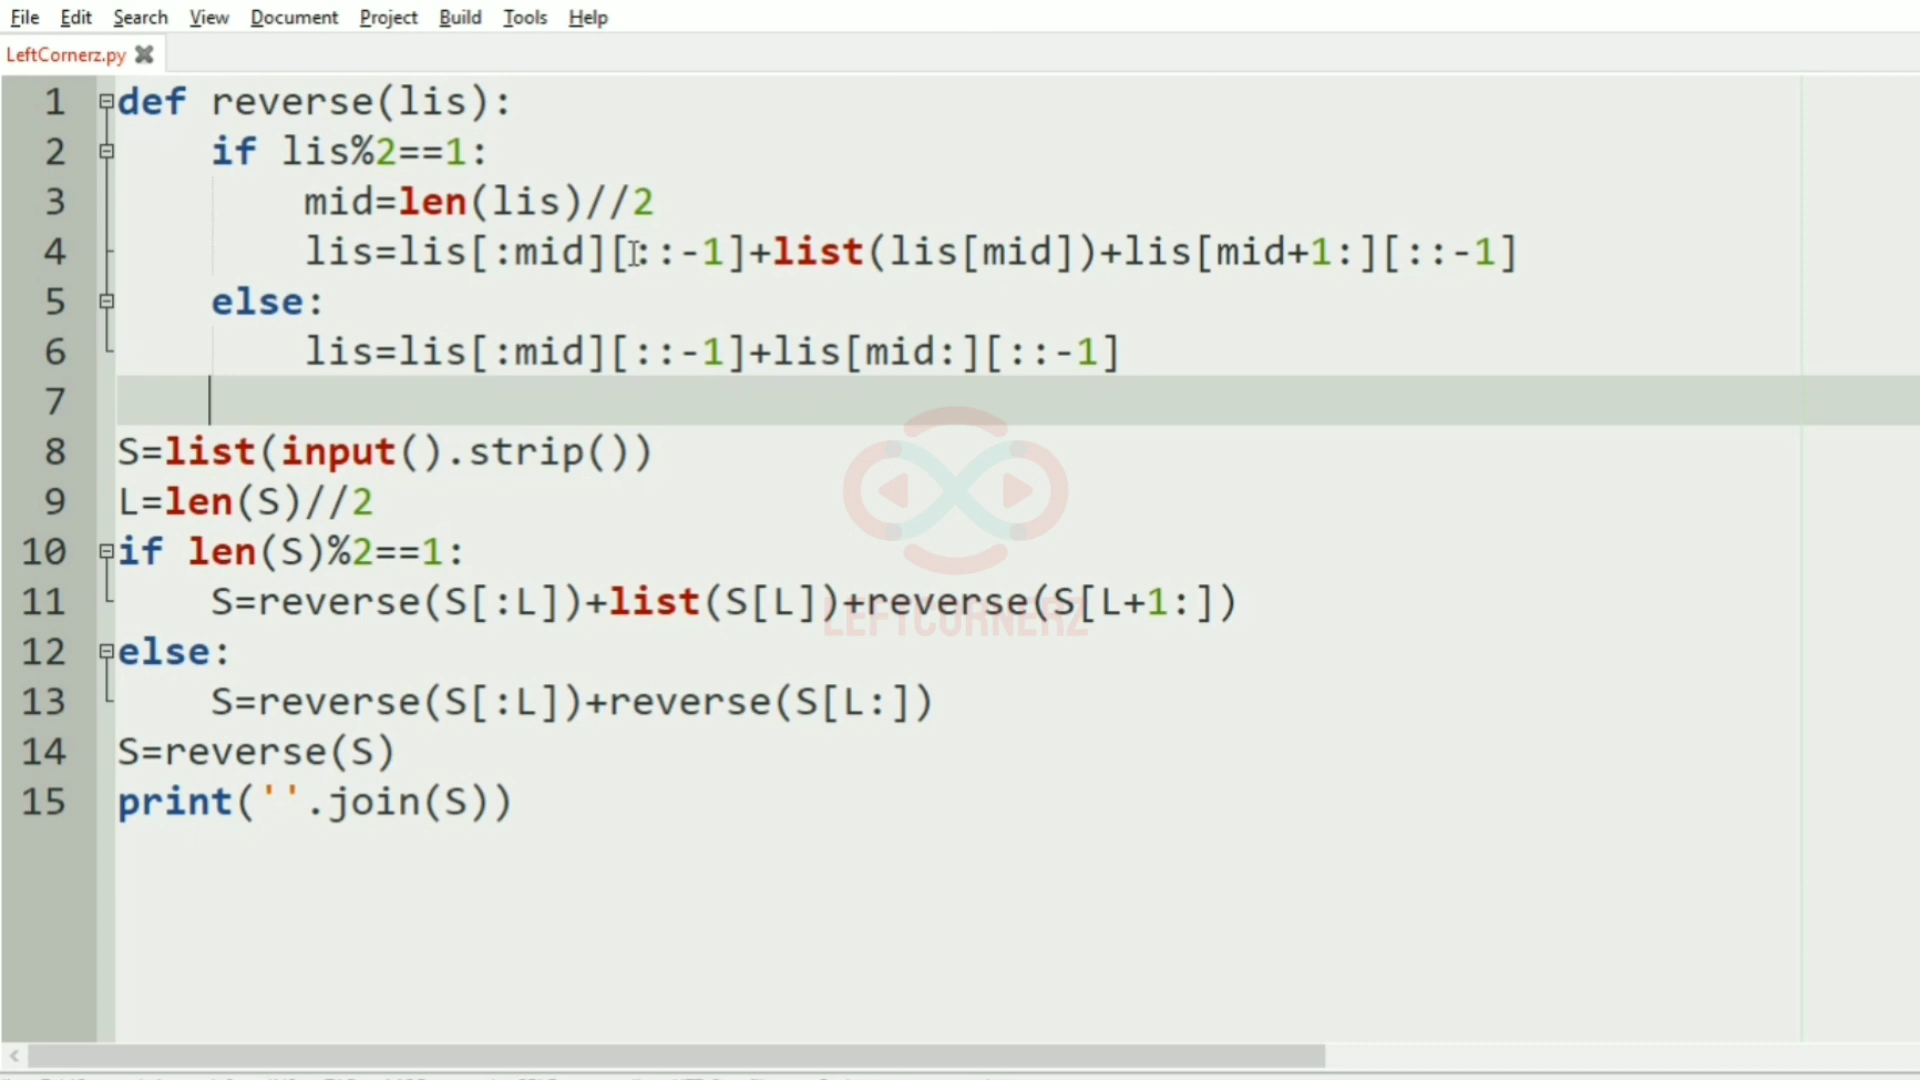 File Edit Search View Document Project Build Tools Help
LeftCornerz.py
1 def reverse(lis):
2 if lis%2==1:
3 mid=len(lis)//2
4 lis=lis[:mid][::-1]+list(lis[mid])+lis[mid+1:][::-1]
5 else:
6 lis=lis[:mid][::-1]+lis[mid:][::-1]
7
8 S=list(input().strip())
9 L=len(S)//2
10 if len(S)%2==1:
11 S=reverse(S[:L])+list(S[L])+reverse(S[L+1:])
LEFTCORNERZ
12 else:
13 S=reverse(S[:L])+reverse(S[L:])
14 S=reverse(S)
15 print(''.join(S))